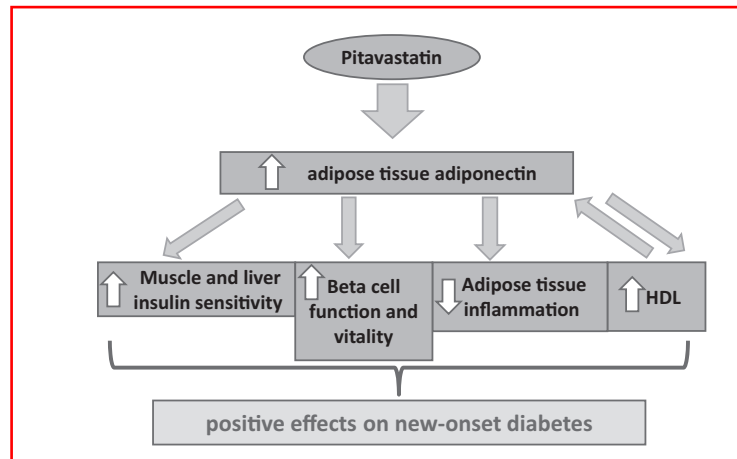 Pitavastatin
adipose tissue adiponectin
Muscle and liver
insulin sensitivity
Beta cell
function and
vitality
Adipose tissue
inflammation
HDL
positive effects on new-onset diabetes